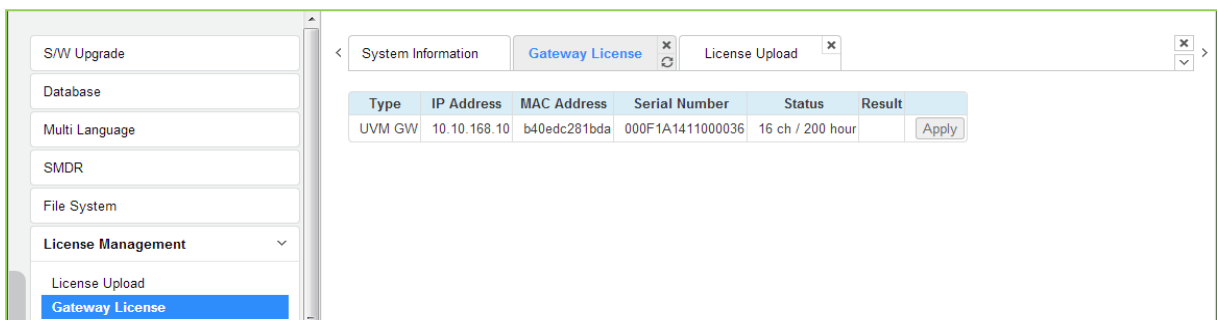 S/W Upgrade
Database
Multi Language
SMDR
File System
License Management
License Upload
Gateway License
System Information Gateway License License Upload
Type IP Address MAC Address Serial Number Status Result
UVM GW 10.10.168.10 b40edc281bda 000F1A1411000036 16 ch / 200 hour Apply